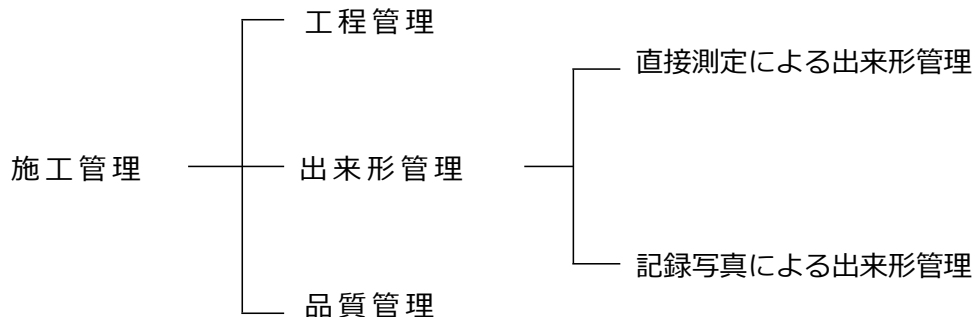 工程管理
直接測定による出来形管理
施工管理
出来形管理
記録写真による出来形管理
品質管理